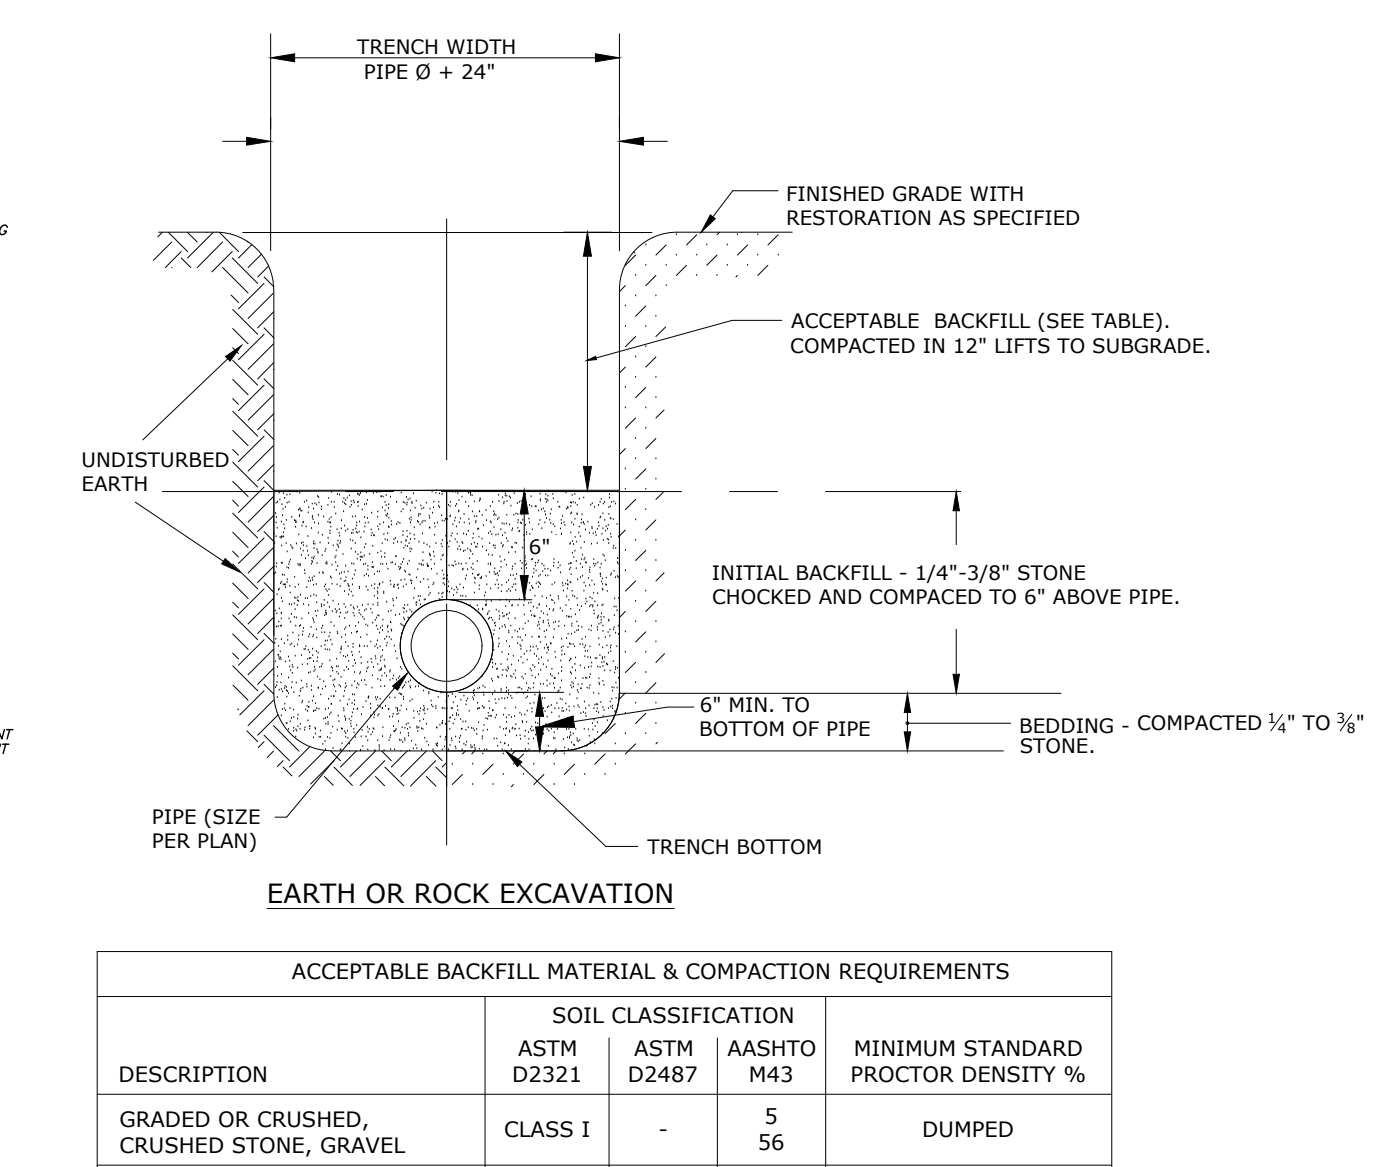 TRENCH WIDTH
PIPE Ø + 24"
FINISHED GRADE WITH
RESTORATION AS SPECIFIED
G
ACCEPTABLE BACKFILL (SEE TABLE).
COMPACTED IN 12" LIFTS TO SUBGRADE.
UNDISTURBED
EARTH
6"
INITIAL BACKFILL - 1/4"-3/8" STONE
CHOCKED AND COMPACED TO 6" ABOVE PIPE.
6" MIN. TO
BOTTOM OF PIPE
BEDDING - COMPACTED ¼" TO ⅜"
STONE.
NT
T
PIPE (SIZE
PER PLAN)
TRENCH BOTTOM
EARTH OR ROCK EXCAVATION
ACCEPTABLE BACKFILL MATERIAL & COMPACTION REQUIREMENTS
SOIL CLASSIFICATION
DESCRIPTION
ASTM
D2321
ASTM
D2487
AASHTO
M43
MINIMUM STANDARD
PROCTOR DENSITY %
GRADED OR CRUSHED,
CRUSHED STONE, GRAVEL
CLASS I
-
5
56
DUMPED